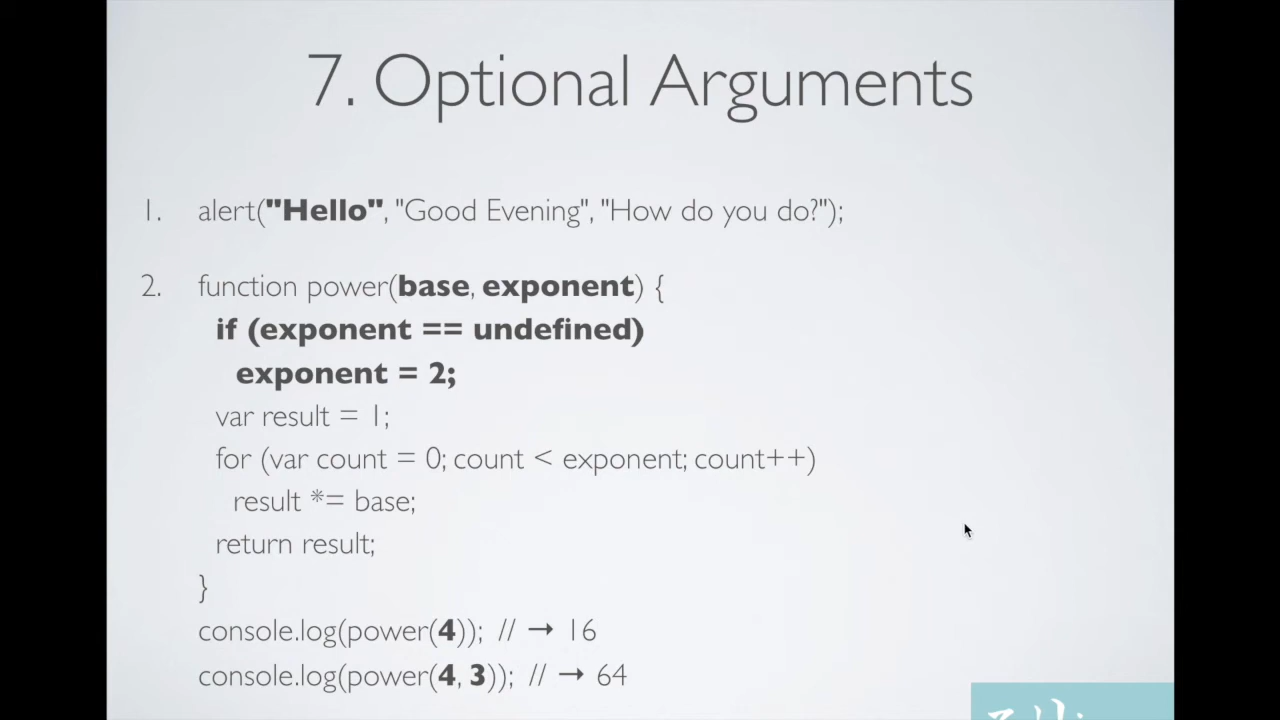 7. Optional Arguments
1. alert("Hello", "Good Evening", "How do you do?");
2. function power(base, exponent) {
if (exponent == undefined)
exponent = 2;
var result = 1;
for (var count = 0; count < exponent; count++)
result *= base;
return result;
}
console.log(power(4)); // → 16
console.log(power(4, 3)); // → 64